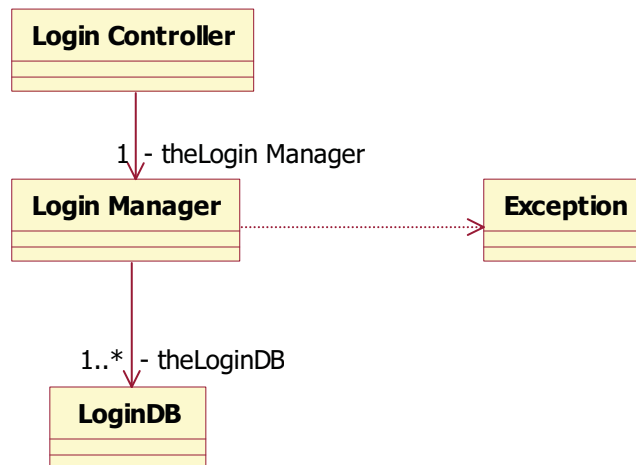 Login Controller
1 - theLogin Manager
Login Manager
Exception
1..* - theLoginDB
LoginDB